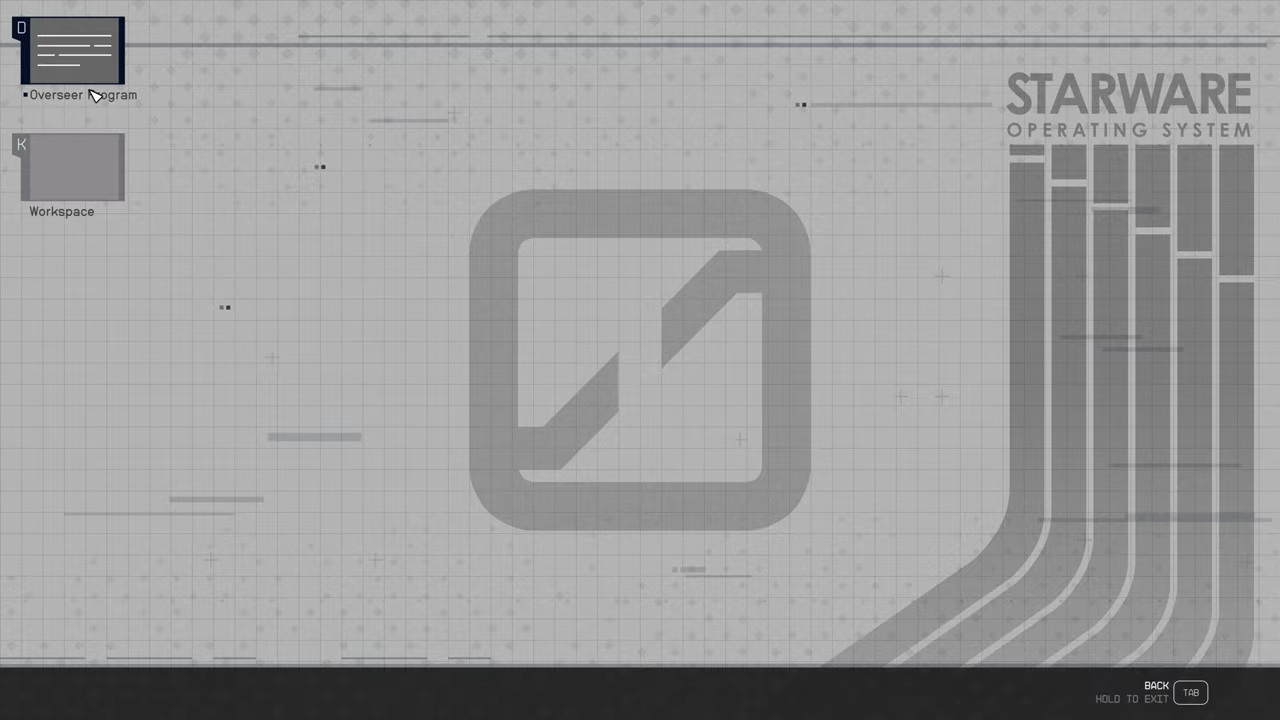 D
Overseer Program
K
Workspace
STARWARE
OPERATING SYSTEM
BACK
HOLD TO EXIT
TAB